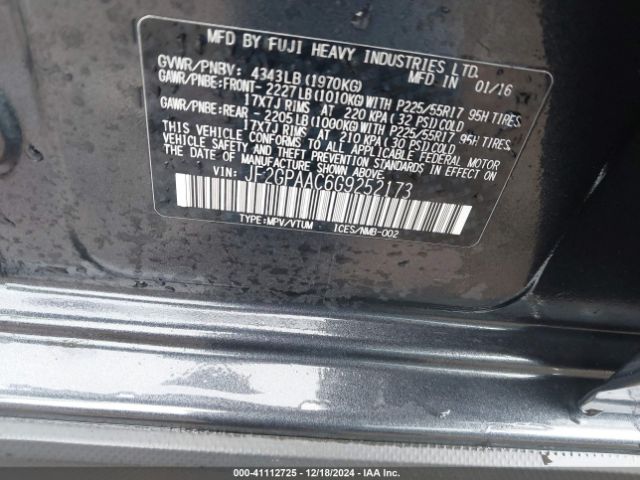 MFD BY FUJI HEAVY INDUSTRIES LTD.
GVWR/PNBV: 4343LB (1970KG) MFD IN 01/16
GAWR/PNBE:FRONT- 2227LB (1010KG) WITH P225/55R17 95H TIRES
17X7J RIMS AT 220 KPA (32 PSI) COLD
GAWR/PNBE:REAR - 2205LB (1000KG) WITH P225/55R17 95H TIRES
17X7J RIMS AT 210 KPA (30 PSI) COLD
THIS VEHICLE CONFORMS TO ALL APPLICABLE FEDERAL MOTOR
VEHICLE SAFETY BUMPER AND THEFT PREVENTION STANDARDS IN EFFECT
ON THE DATE OF MANUFACTURE SHOWN ABOVE
VIN: JF2GPAAC6G9252173
TYPE:MPV/VTUM ICES/NMB-002
000-41112725 - 12/18/2024 - IAA Inc.